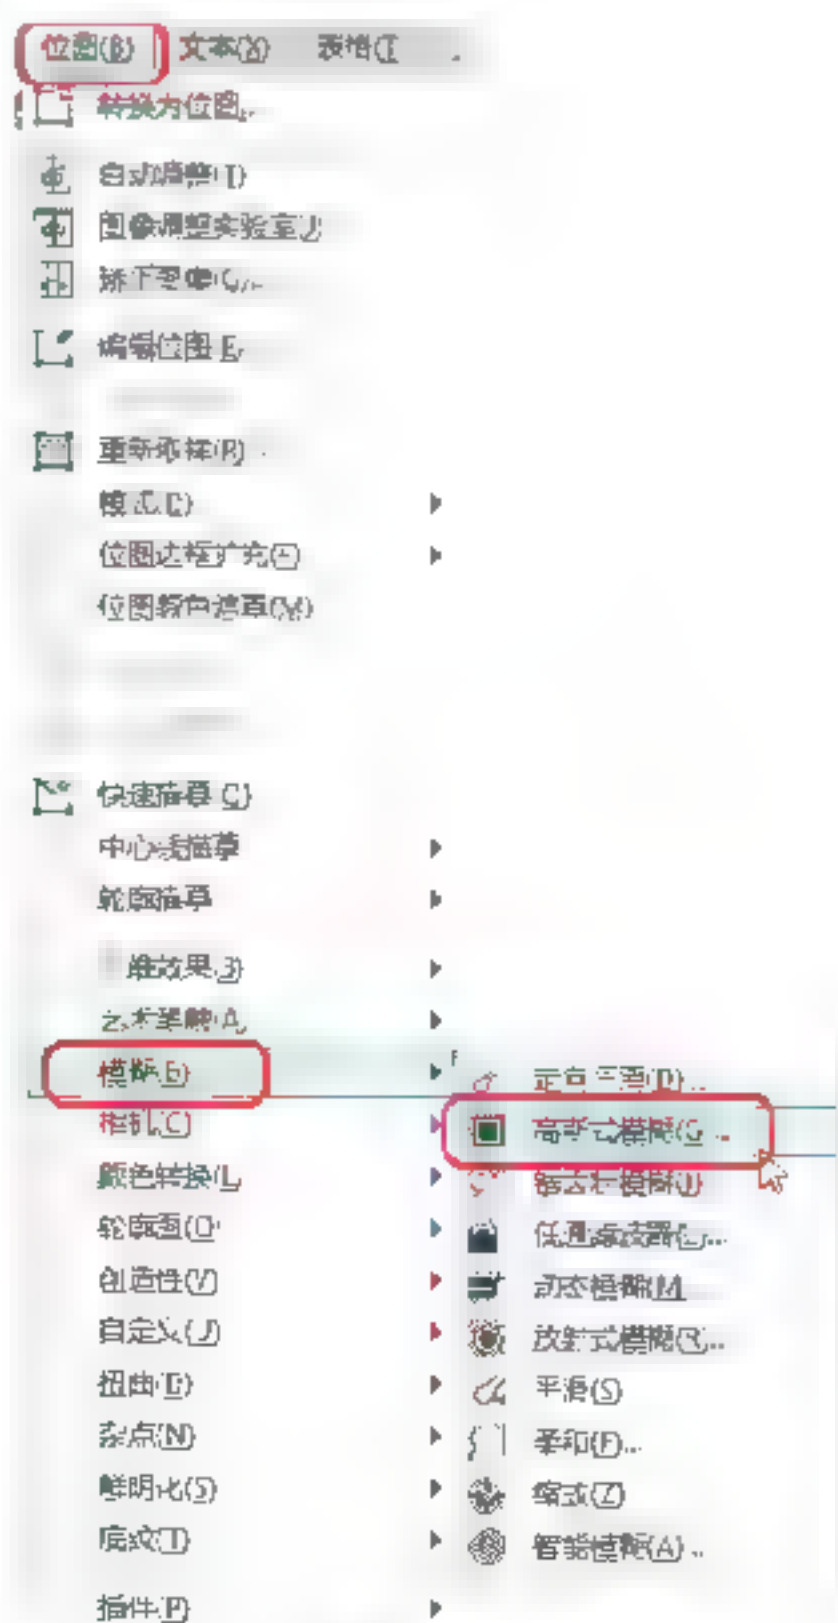 位图(B) 文本(X) 表格(T
转换为位图...
自动调整(T)
图像调整实验室(J)
矫正图像(G)...
编辑位图(E)
重新取样(R)...
模式(D)
位图边框扩充(F)
位图颜色遮罩(M)
快速描摹(Q)
中心线描摹
轮廓描摹
三维效果(3)
艺术笔触(A)
模糊(B)
定向平滑(D)...
相机(C)
高斯式模糊(G)...
颜色转换(L)
锯齿状模糊(J)
轮廓图(O)
低通滤波器(L)...
创造性(V)
动态模糊(M)
自定义(U)
放射式模糊(R)...
扭曲(D)
平滑(S)
杂点(N)
柔和(F)...
鲜明化(S)
缩放(Z)
底纹(T)
智能模糊(A)...
插件(P)